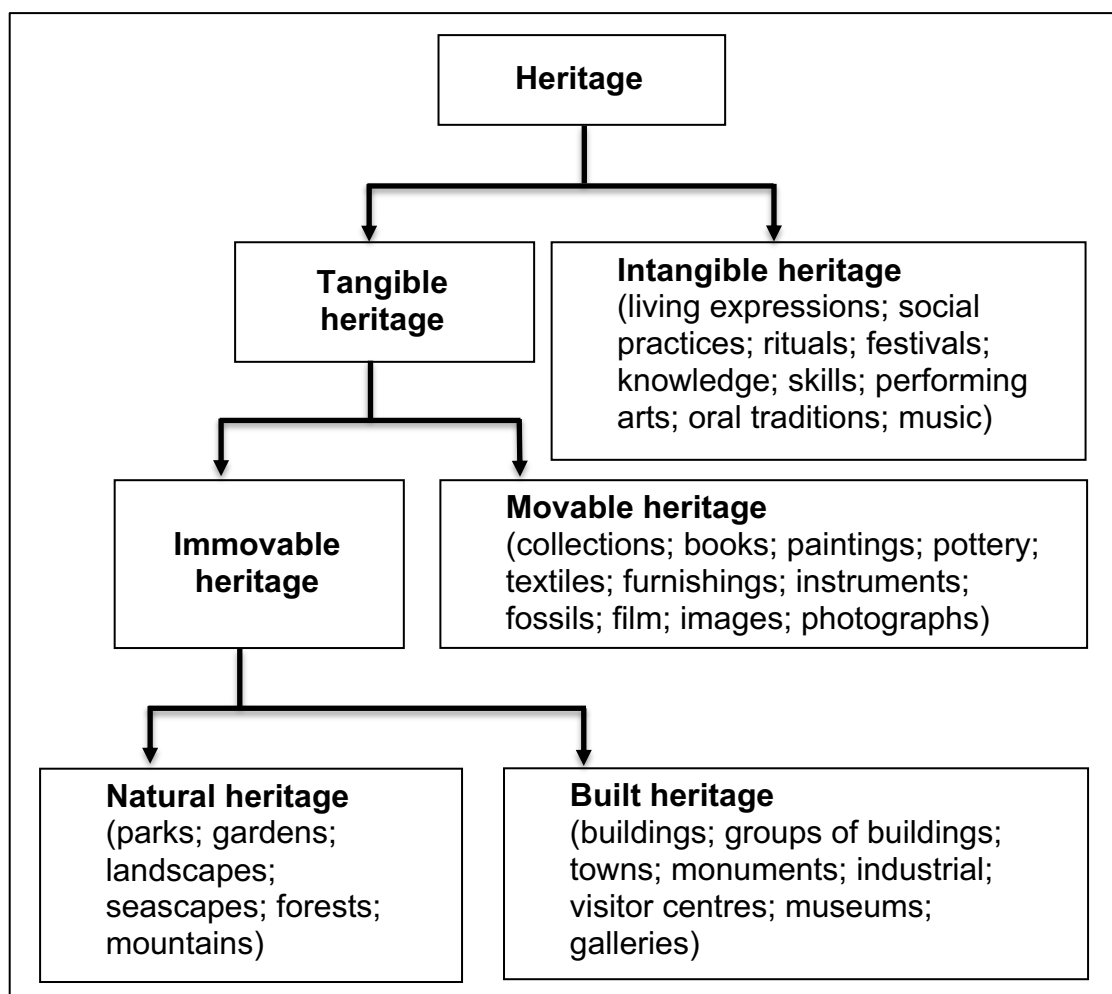 Heritage
Tangible
heritage
Intangible heritage
(living expressions; social
practices; rituals; festivals;
knowledge; skills; performing
arts; oral traditions; music)
Immovable
heritage
Movable heritage
(collections; books; paintings; pottery;
textiles; furnishings; instruments;
fossils; film; images; photographs)
Natural heritage
(parks; gardens;
landscapes;
seascapes; forests;
mountains)
Built heritage
(buildings; groups of buildings;
towns; monuments; industrial;
visitor centres; museums;
galleries)